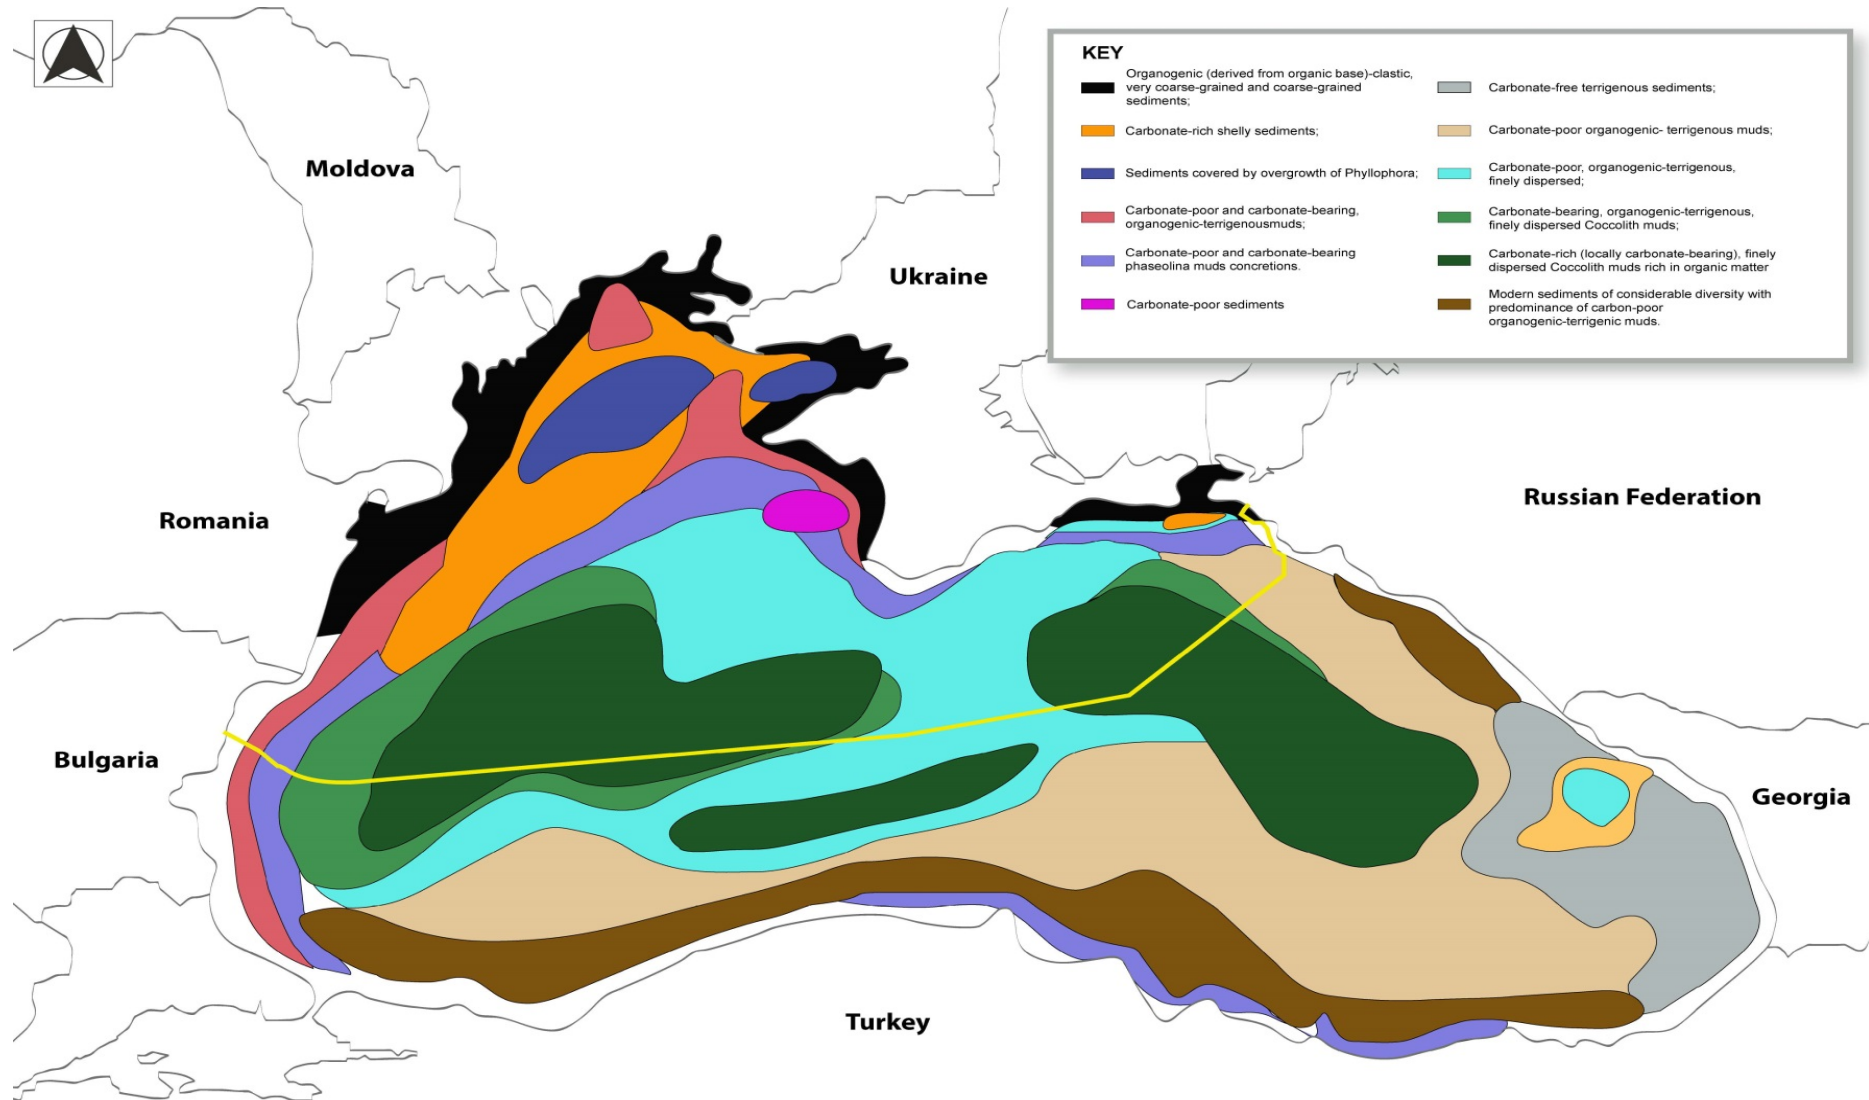 KEY
Organogenic (derived from organic base)-clastic,
very coarse-grained and coarse-grained
sediments;
Carbonate-rich shelly sediments;
Sediments covered by overgrowth of Phyllophora;
Carbonate-poor and carbonate-bearing,
organogenic-terrigenousmuds;
Carbonate-poor and carbonate-bearing
phaseolina muds concretions.
Carbonate-poor sediments
Carbonate-free terrigenous sediments;
Carbonate-poor organogenic- terrigenous muds;
Carbonate-poor, organogenic-terrigenous,
finely dispersed;
Carbonate-bearing, organogenic-terrigenous,
finely dispersed Coccolith muds;
Carbonate-rich (locally carbonate-bearing), finely
dispersed Coccolith muds rich in organic matter
Modern sediments of considerable diversity with
predominance of carbon-poor
organogenic-terrigenic muds.
Moldova
Ukraine
Romania
Russian Federation
Bulgaria
Georgia
Turkey